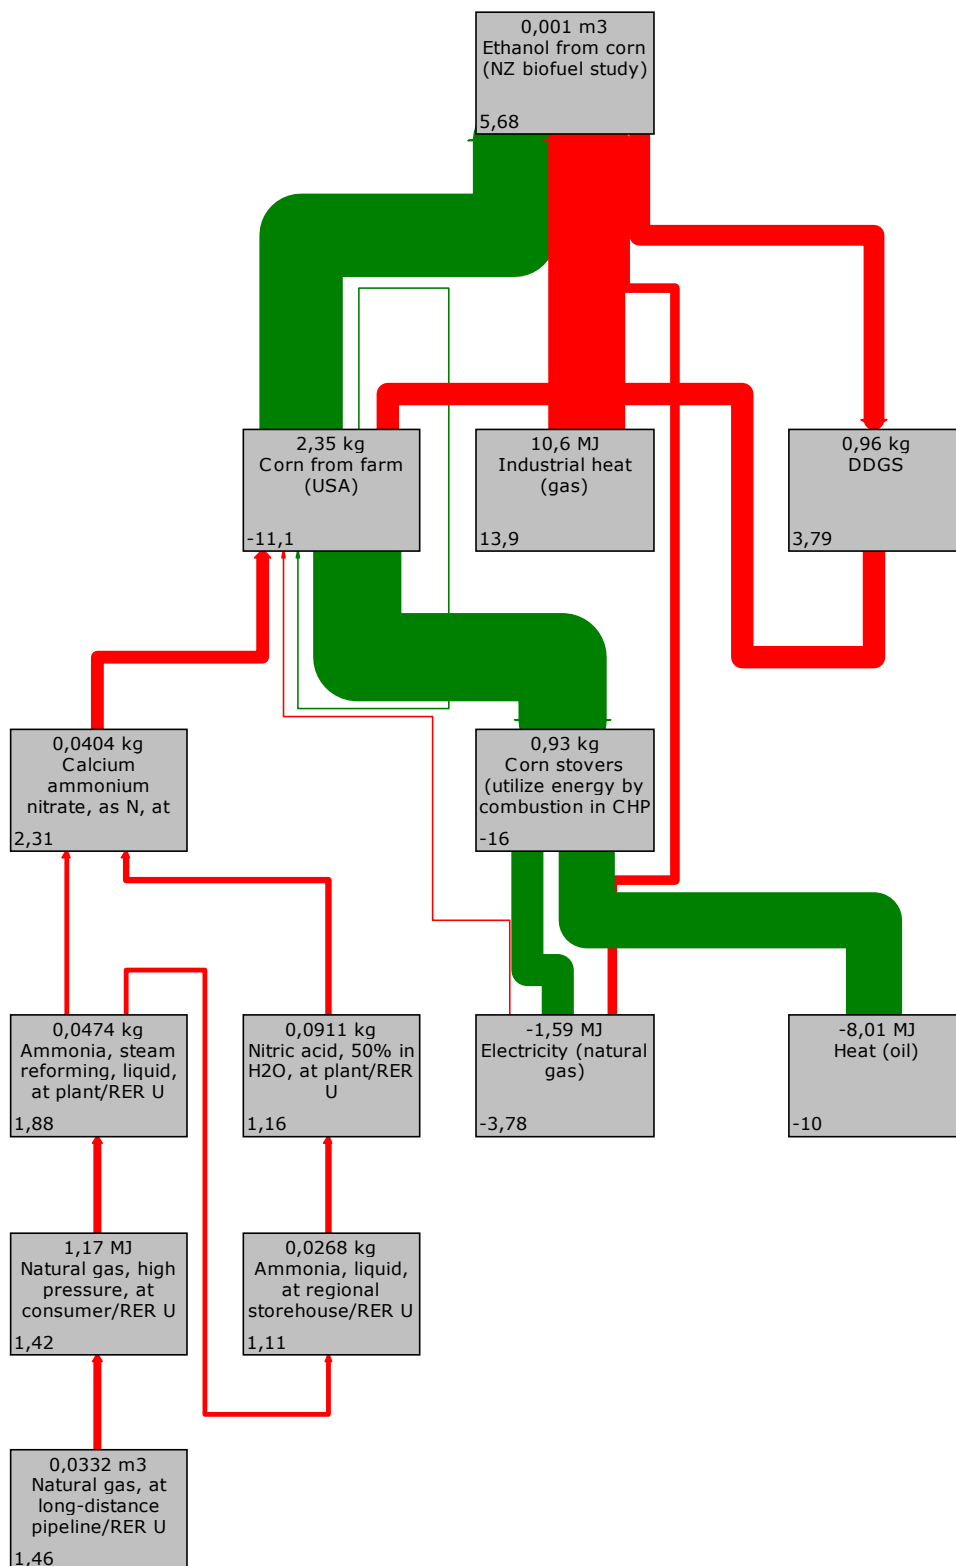 0,001 m3
Ethanol from corn
(NZ biofuel study)
5,68
2,35 kg
Corn from farm
(USA)
-11,1
10,6 MJ
Industrial heat
(gas)
13,9
0,96 kg
DDGS
3,79
0,0404 kg
Calcium
ammonium
nitrate, as N, at
2,31
0,93 kg
Corn stovers
(utilize energy by
combustion in CHP
-16
0,0474 kg
Ammonia, steam
reforming, liquid,
at plant/RER U
1,88
0,0911 kg
Nitric acid, 50% in
H2O, at plant/RER
U
1,16
-1,59 MJ
Electricity (natural
gas)
-3,78
-8,01 MJ
Heat (oil)
-10
1,17 MJ
Natural gas, high
pressure, at
consumer/RER U
1,42
0,0268 kg
Ammonia, liquid,
at regional
storehouse/RER U
1,11
0,0332 m3
Natural gas, at
long-distance
pipeline/RER U
1,46